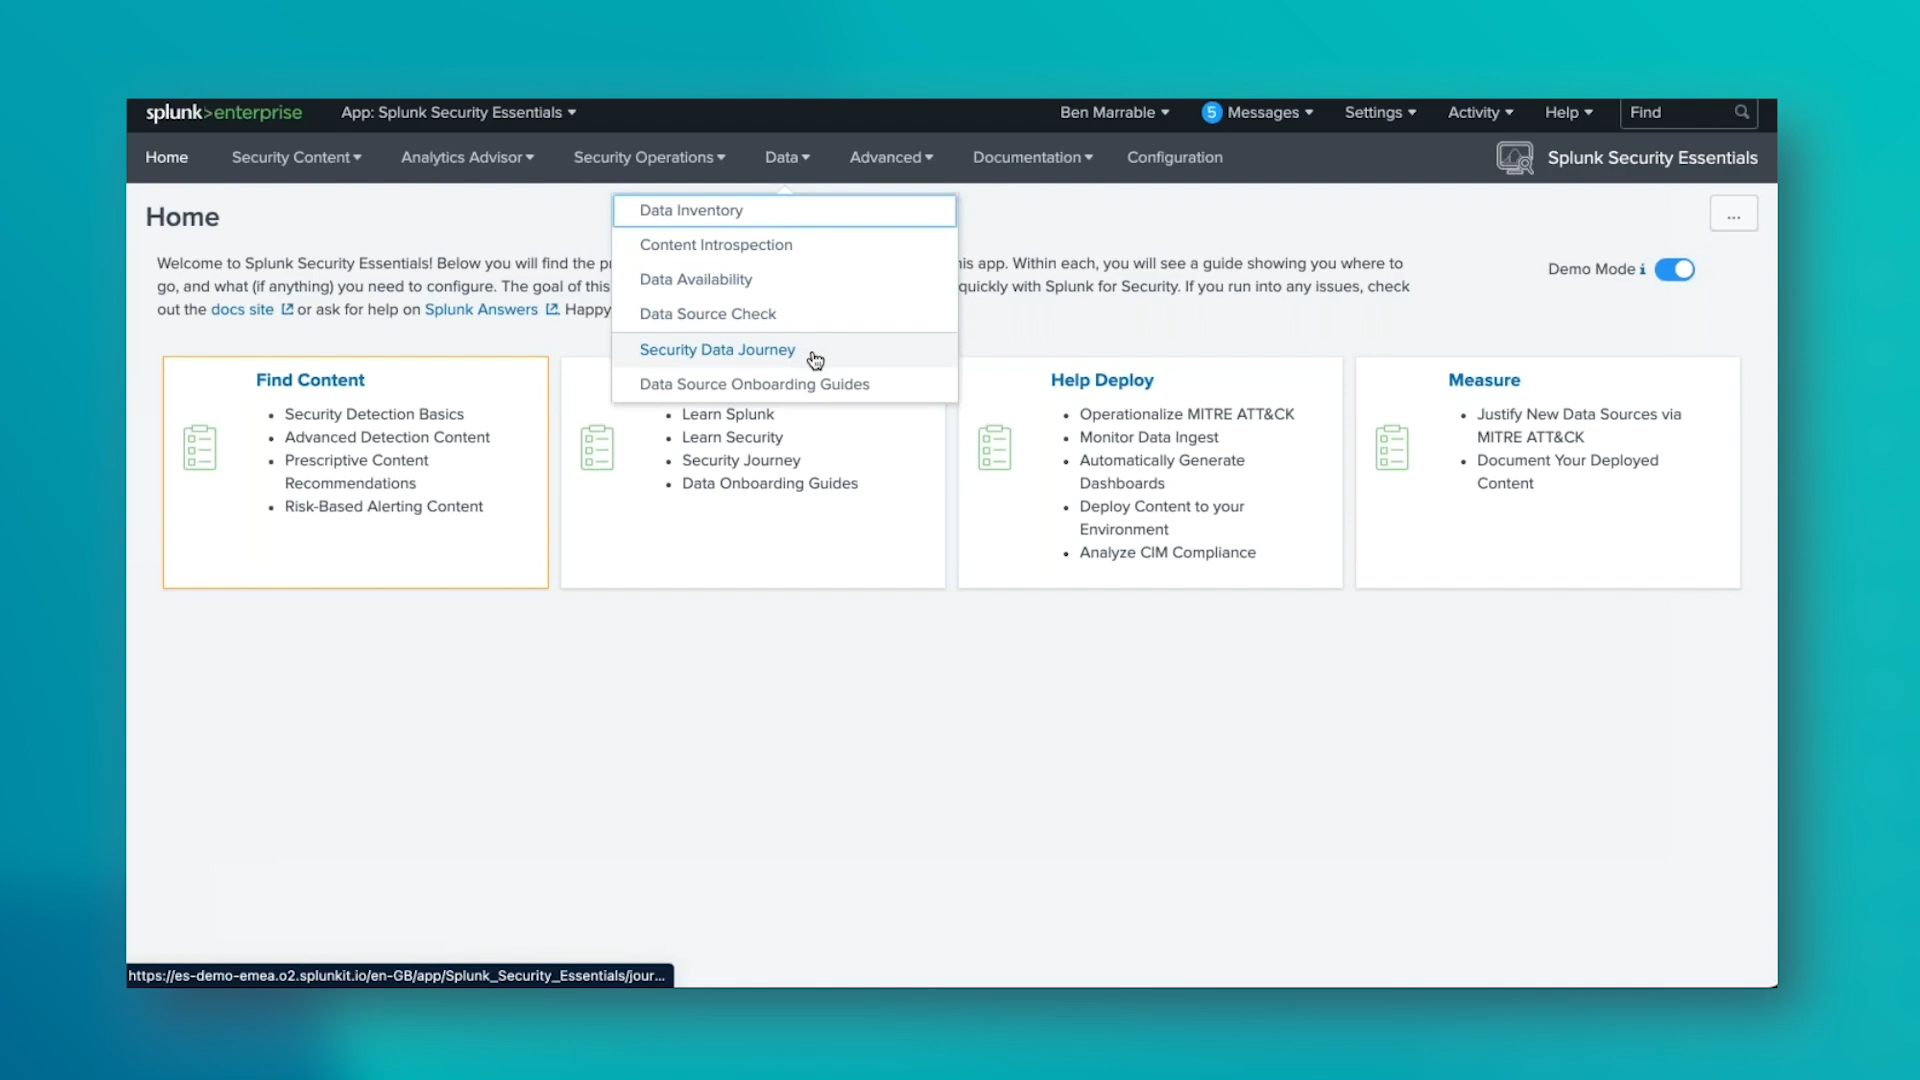 splunk>enterprise App: Splunk Security Essentials Ben Marrable 5 Messages Settings Activity Help Find
Home Security Content Analytics Advisor Security Operations Data Advanced Documentation Configuration Splunk Security Essentials
Home
...
Data Inventory
Content Introspection
Data Availability
Data Source Check
Security Data Journey
Data Source Onboarding Guides
Welcome to Splunk Security Essentials! Below you will find the is app. Within each, you will see a guide showing you where to
go, and what (if anything) you need to configure. The goal of this quickly with Splunk for Security. If you run into any issues, check
out the docs site or ask for help on Splunk Answers . Happy
Demo Mode i
Find Content
Security Detection Basics
Advanced Detection Content
Prescriptive Content
Recommendations
Risk-Based Alerting Content
Learn Splunk
Learn Security
Security Journey
Data Onboarding Guides
Help Deploy
Operationalize MITRE ATT&CK
Monitor Data Ingest
Automatically Generate
Dashboards
Deploy Content to your
Environment
Analyze CIM Compliance
Measure
Justify New Data Sources via
MITRE ATT&CK
Document Your Deployed
Content
https://es-demo-emea.o2.splunkit.io/en-GB/app/Splunk_Security_Essentials/jour...